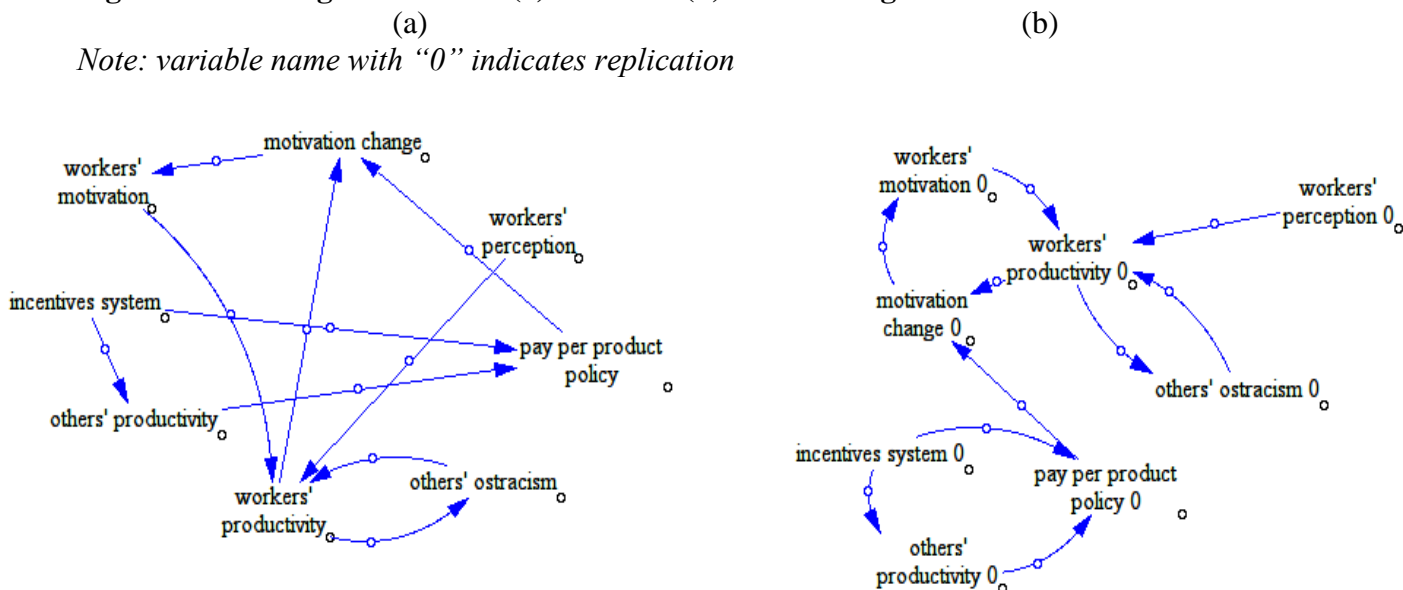 (a) (b)
Note: variable name with “0” indicates replication
motivation change
workers'
motivation
workers'
perception
incentives system
pay per product
policy
others' productivity
workers'
productivity
others' ostracism
workers'
motivation 0
workers'
perception 0
workers'
productivity 0
motivation
change 0
others' ostracism 0
incentives system 0
pay per product
policy 0
others'
productivity 0